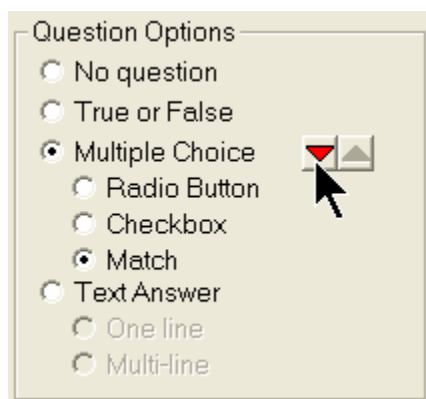 Question Options
No question
True or False
Multiple Choice
Radio Button
Checkbox
Match
Text Answer
One line
Multi-line